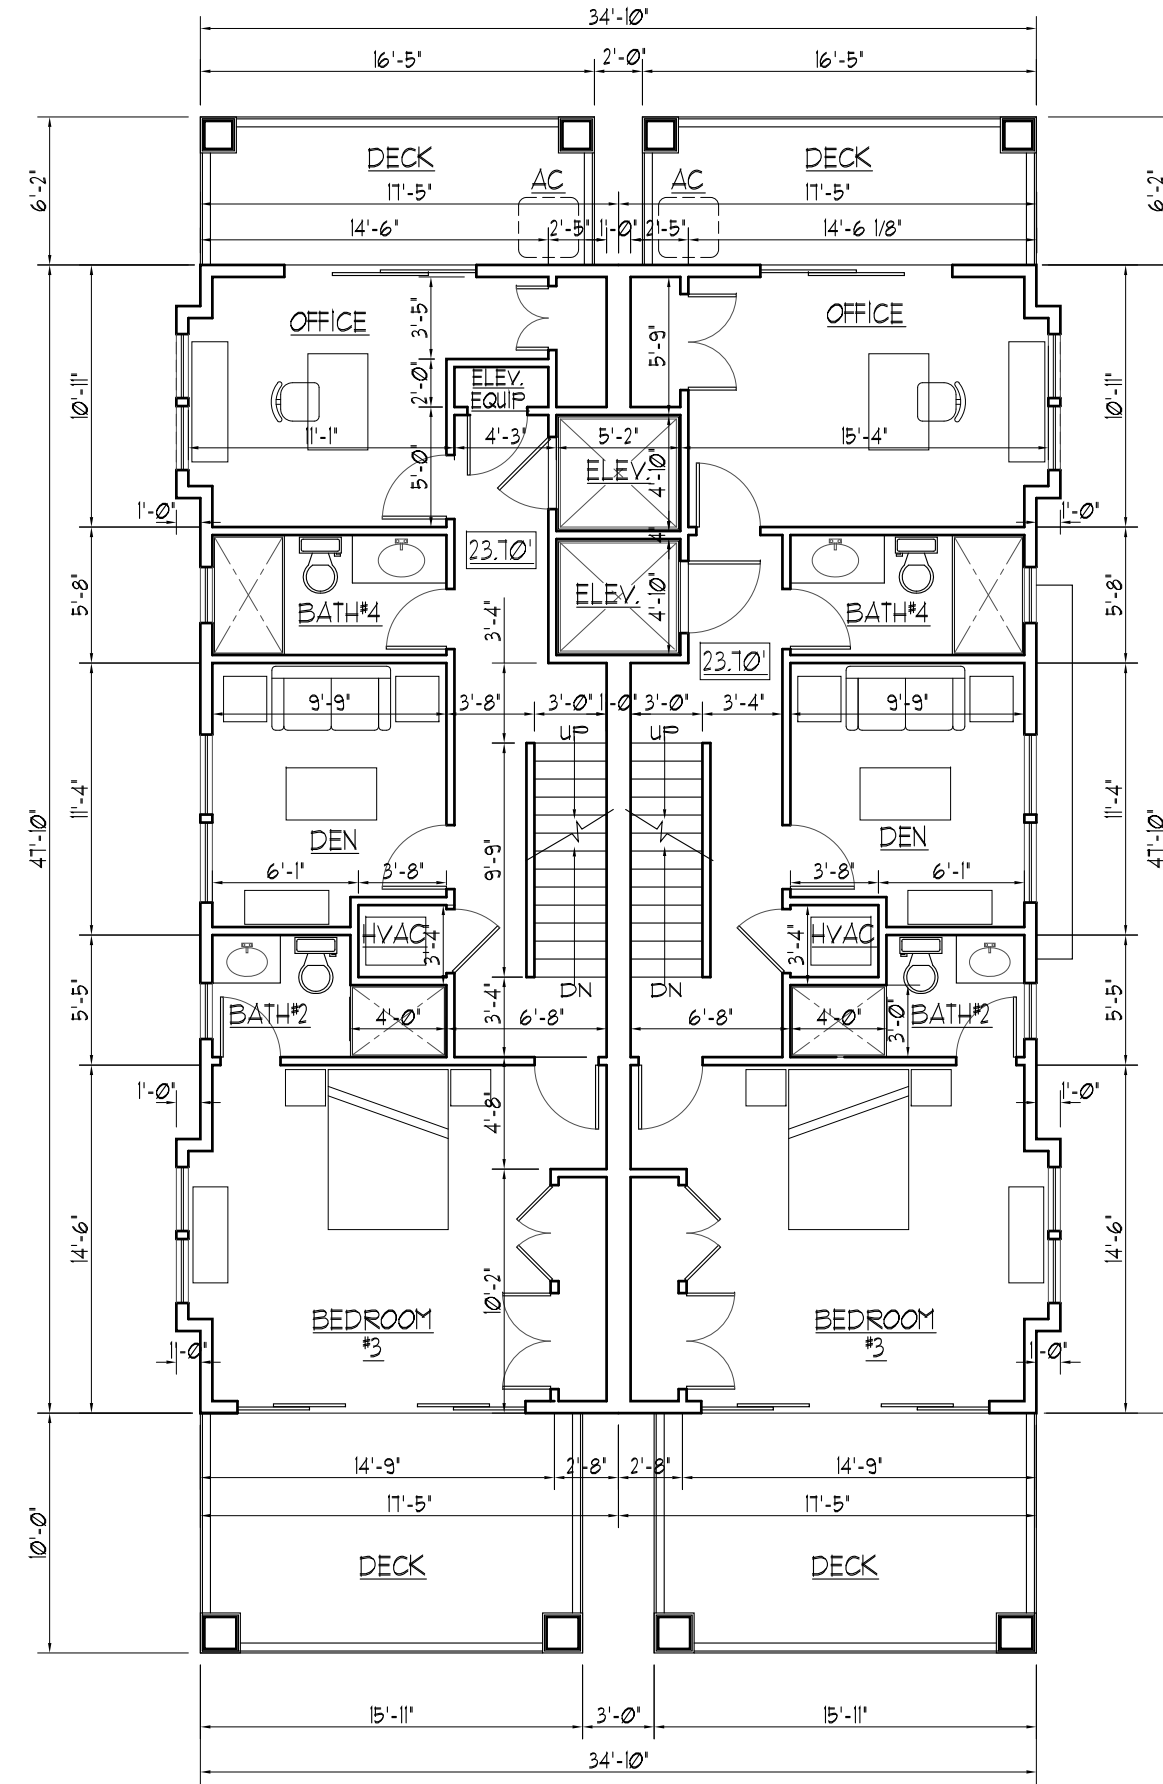 34'-10"
16'-5" 2'-0" 16'-5"
DECK DECK
6'-2" 6'-2"
AC AC
17'-5" 17'-5"
14'-6" 2'-5" 1'-0" 2'-5" 14'-6 1/8"
OFFICE OFFICE
3'-5" 5'-9"
ELEV.
EQUIP
2'-0"
10'-11" 10'-11"
11'-1" 4'-3" 5'-2" 15'-4"
5'-0" ELEV. 4'-10"
1'-0" 1'-0"
4"
23.70'
5'-8" 5'-8"
BATH#4 ELEV. 4'-10" BATH#4
3'-4"
23.70'
9'-9" 3'-8" 3'-0" 1'-0" 3'-0" 3'-4" 9'-9"
UP UP
11'-4" 11'-4"
47'-10" 47'-10"
DEN DEN
9'-9"
6'-1" 3'-8" 3'-8" 6'-1"
HVAC HVAC
3'-4" 3'-4"
DN DN
5'-5" 3'-4" 5'-5"
BATH#2 4'-0" 6'-8" 6'-8" 4'-0" 3'-0" BATH#2
1'-0" 1'-0"
4'-8"
14'-6" 14'-6"
10'-2"
BEDROOM BEDROOM
#3 #3
11'-0" 1'-0"
14'-9" 2'-8" 2'-8" 14'-9"
17'-5" 17'-5"
10'-0"
DECK DECK
15'-11" 3'-0" 15'-11"
34'-10"